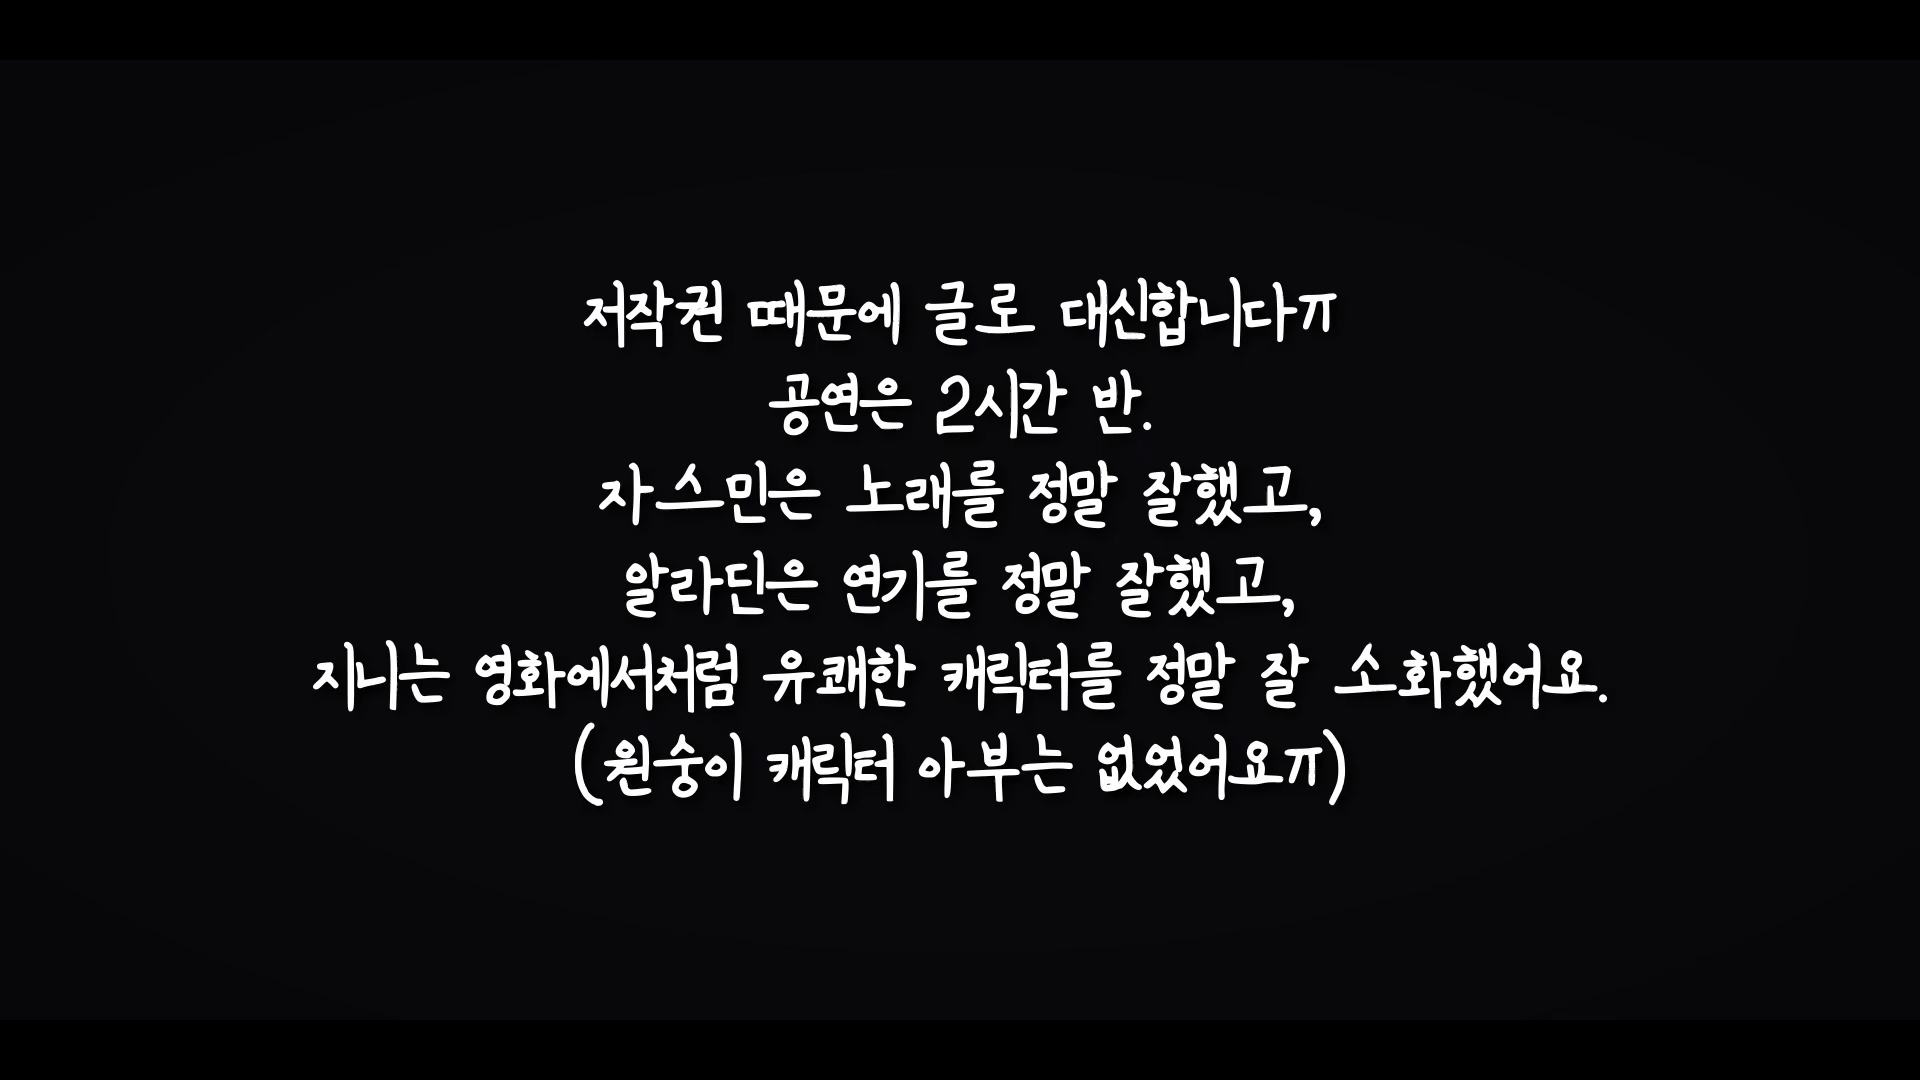 저작권 때문에 글로 대신합니다ㅠ
공연은 2시간 반.
자스민은 노래를 정말 잘했고,
알라딘은 연기를 정말 잘했고,
지니는 영화에서처럼 유쾌한 캐릭터를 정말 잘 소화했어요.
(원숭이 캐릭터 아부는 없었어요ㅠ)